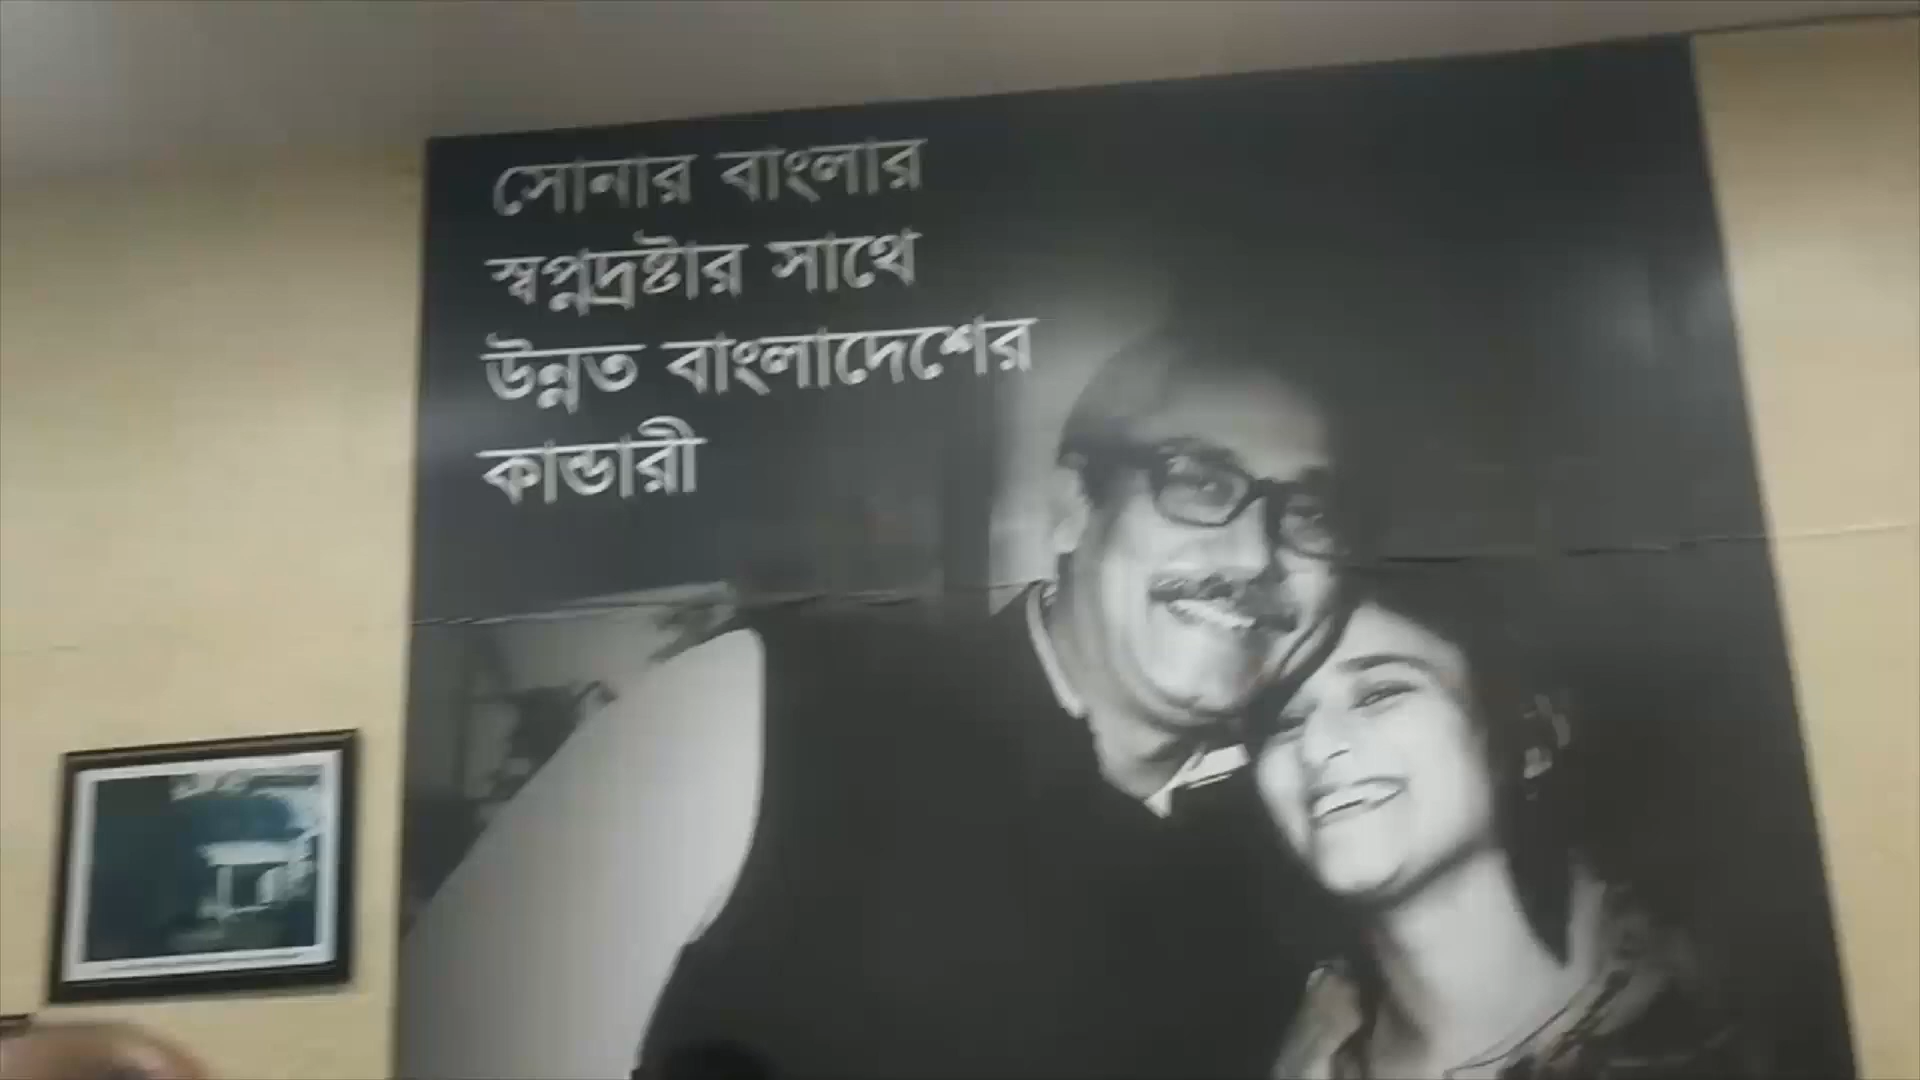 সোনার বাংলার
স্বপ্নদ্রষ্টার সাথে
উন্নত বাংলাদেশের
কান্ডারী